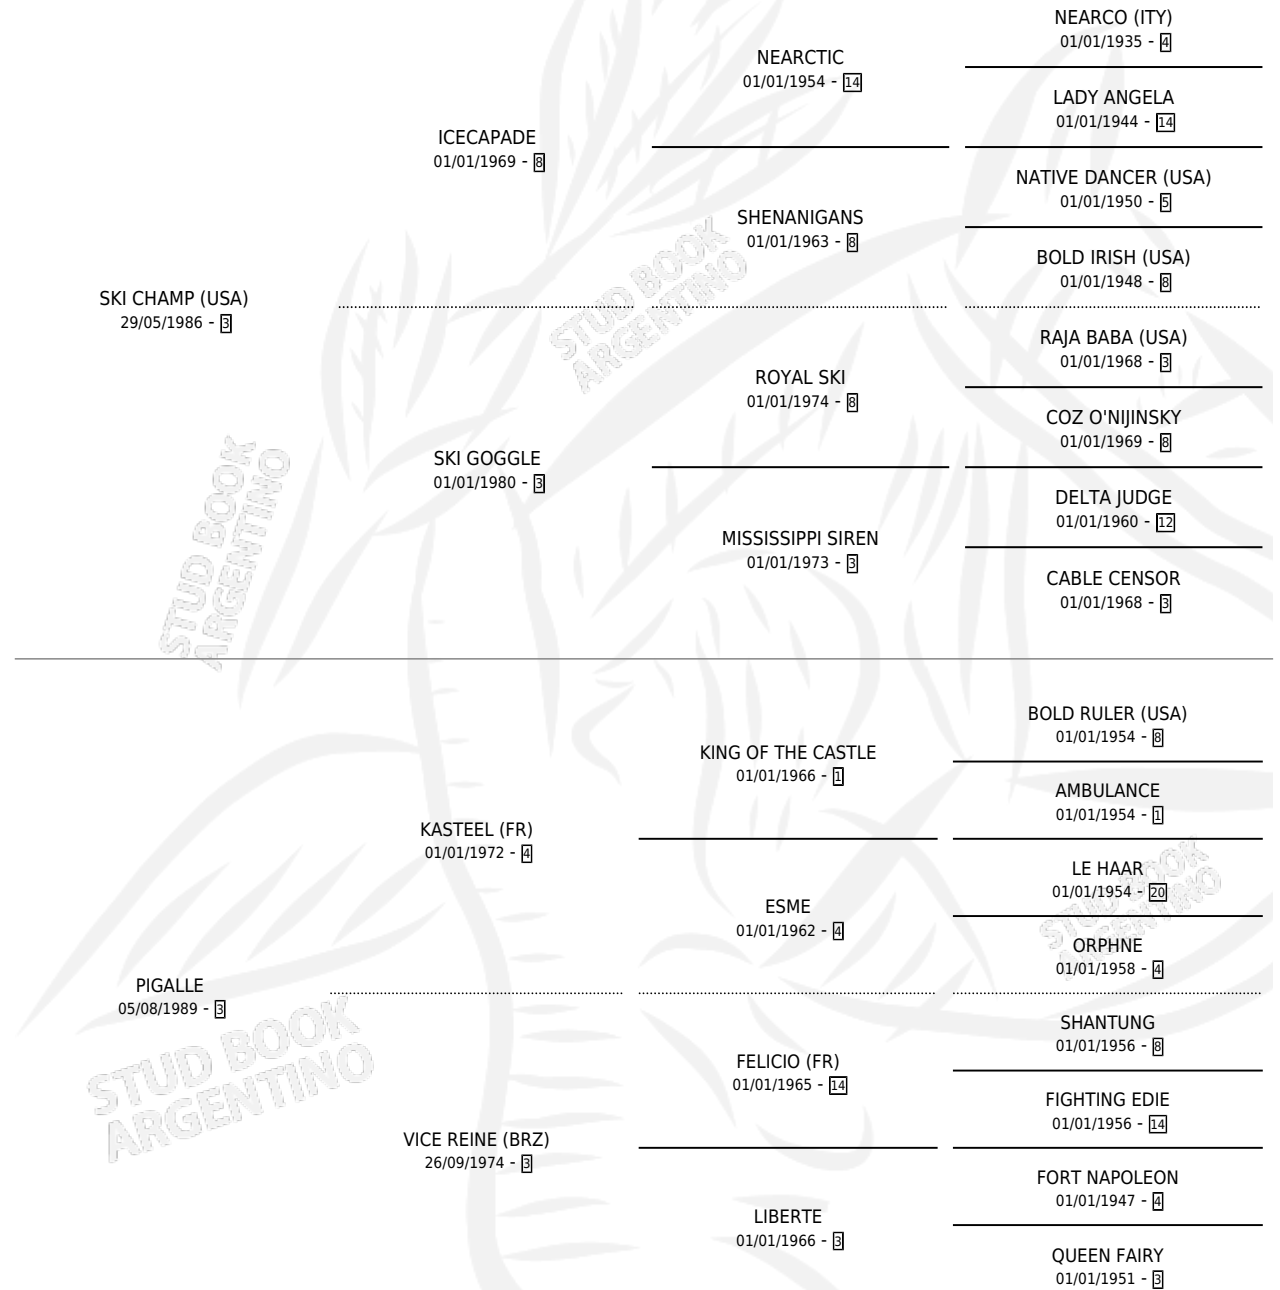 NEARCO (ITY)
01/01/1935 - 4
NEARCTIC
01/01/1954 - 14
LADY ANGELA
01/01/1944 - 14
ICECAPADE
01/01/1969 - 8
NATIVE DANCER (USA)
01/01/1950 - 5
SHENANIGANS
01/01/1963 - 8
BOLD IRISH (USA)
01/01/1948 - 8
SKI CHAMP (USA)
29/05/1986 - 3
RAJA BABA (USA)
01/01/1968 - 3
ROYAL SKI
01/01/1974 - 8
COZ O'NIJINSKY
01/01/1969 - 8
SKI GOGGLE
01/01/1980 - 3
DELTA JUDGE
01/01/1960 - 12
MISSISSIPPI SIREN
01/01/1973 - 3
CABLE CENSOR
01/01/1968 - 3
BOLD RULER (USA)
01/01/1954 - 8
KING OF THE CASTLE
01/01/1966 - 1
AMBULANCE
01/01/1954 - 1
KASTEEL (FR)
01/01/1972 - 4
LE HAAR
01/01/1954 - 20
ESME
01/01/1962 - 4
ORPHNE
01/01/1958 - 4
PIGALLE
05/08/1989 - 3
SHANTUNG
01/01/1956 - 8
FELICIO (FR)
01/01/1965 - 14
FIGHTING EDIE
01/01/1956 - 14
VICE REINE (BRZ)
26/09/1974 - 3
FORT NAPOLEON
01/01/1947 - 4
LIBERTE
01/01/1966 - 3
QUEEN FAIRY
01/01/1951 - 3
STUD BOOK
ARGENTINO
STUD BOOK
ARGENTINO
STUD BOOK
ARGENTINO
STUD BOOK
ARGENTINO